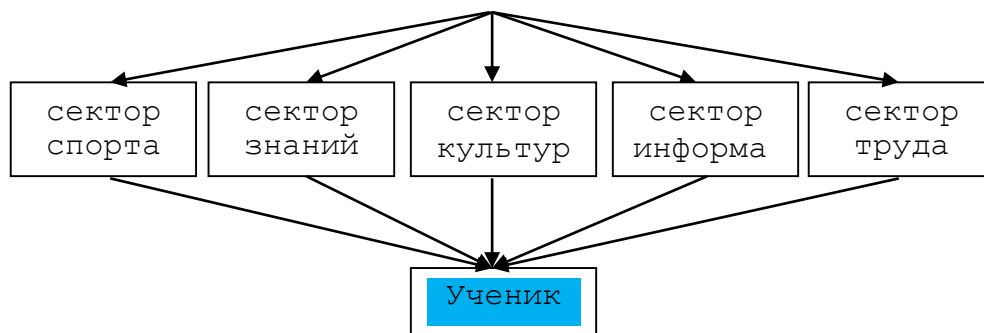 сектор
спорта
сектор
знаний
сектор
культур
сектор
информа
сектор
труда
Ученик